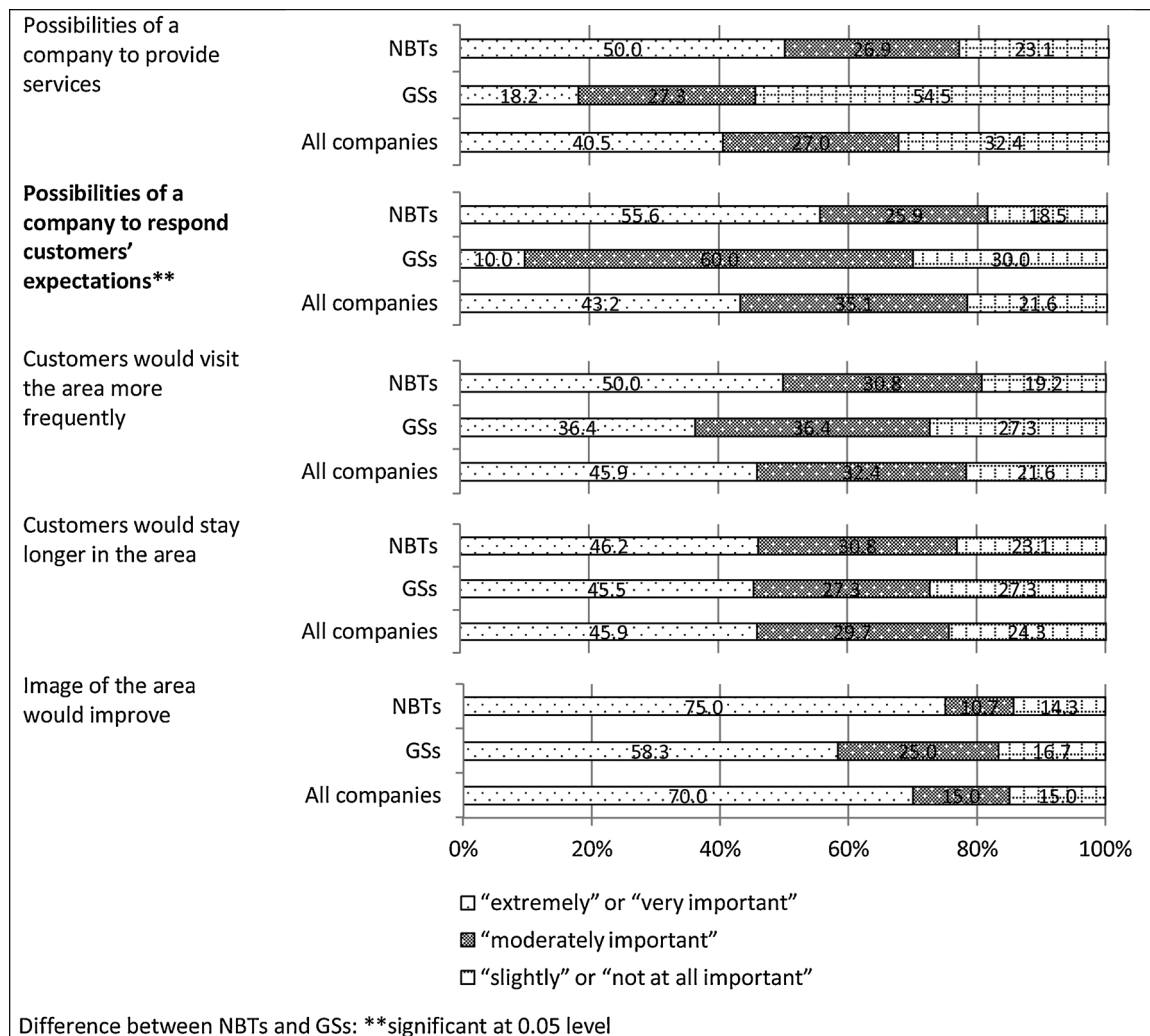 Possibilities of a
company to provide
services
NBTs
50.0 26.9 23.1
GSs
18.2 27.3 54.5
All companies
40.5 27.0 32.4
Possibilities of a
company to respond
customers’
expectations**
NBTs
55.6 25.9 18.5
GSs
10.0 60.0 30.0
All companies
43.2 35.1 21.6
Customers would visit
the area more
frequently
NBTs
50.0 30.8 19.2
GSs
36.4 36.4 27.3
All companies
45.9 32.4 21.6
Customers would stay
longer in the area
NBTs
46.2 30.8 23.1
GSs
45.5 27.3 27.3
All companies
45.9 29.7 24.3
Image of the area
would improve
NBTs
75.0 10.7 14.3
GSs
58.3 25.0 16.7
All companies
70.0 15.0 15.0
0% 20% 40% 60% 80% 100%
“extremely” or “very important”
“moderately important”
“slightly” or “not at all important”
Difference between NBTs and GSs: **significant at 0.05 level